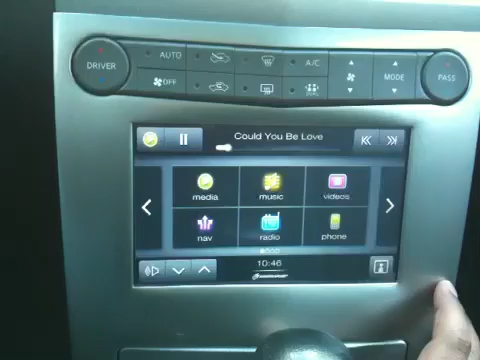 DRIVER
AUTO
A/C
OFF
MODE
PASS
Could You Be Love
media
music
videos
nav
radio
phone
10:46